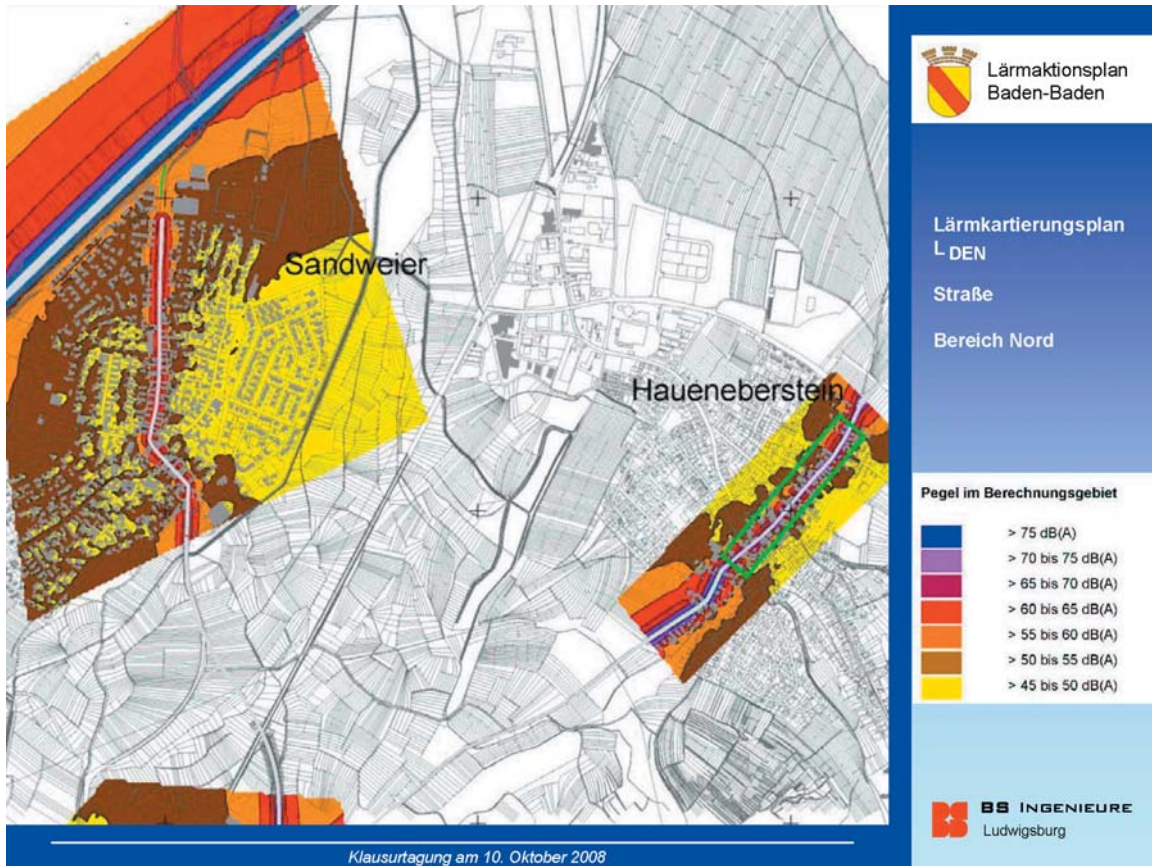 Lärmaktionsplan
Baden-Baden
Lärmkartierungsplan
L DEN
Straße
Bereich Nord
Sandweier
Haueneberstein
Pegel im Berechnungsgebiet
> 75 dB(A)
> 70 bis 75 dB(A)
> 65 bis 70 dB(A)
> 60 bis 65 dB(A)
> 55 bis 60 dB(A)
> 50 bis 55 dB(A)
> 45 bis 50 dB(A)
BS INGENIEURE
Ludwigsburg
Klausurtagung am 10. Oktober 2008